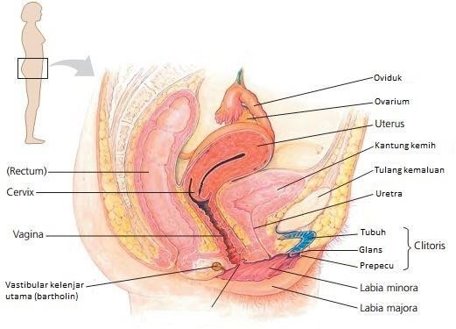 Oviduk
Ovarium
Uterus
Kantung kemih
Tulang kemaluan
Uretra
Tubuh
Glans
Prepecu
Clitoris
Labia minora
Labia majora
(Rectum)
Cervix
Vagina
Vastibular kelenjar
utama (bartholin)